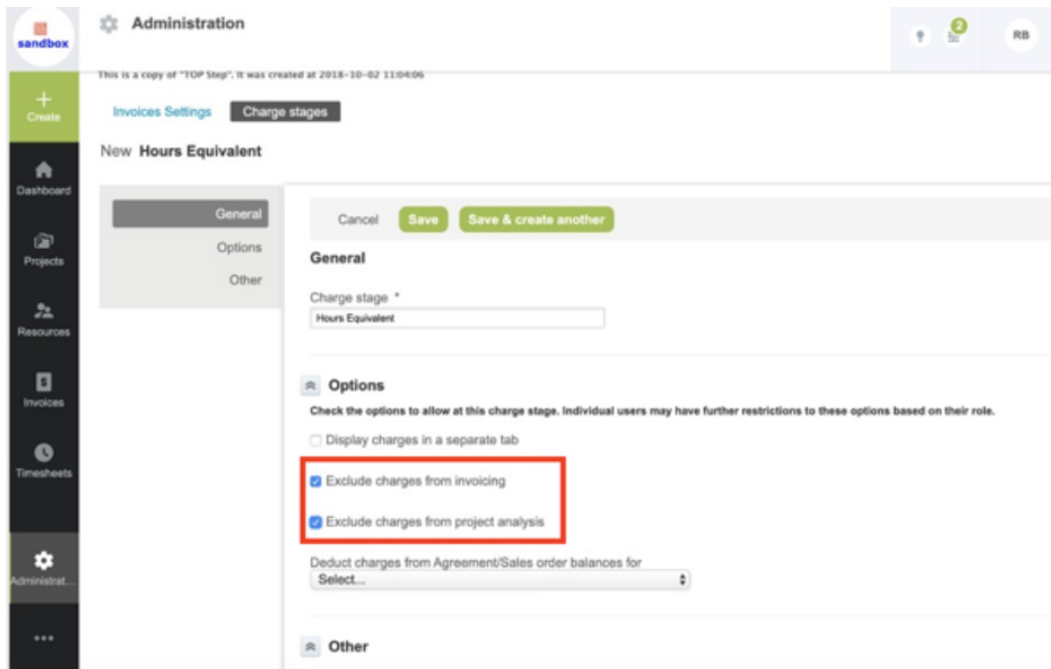 sandbox
Administration
2
RB
This is a copy of "TOP Step". It was created at 2018-10-02 11:04:06
Create
Invoices Settings
Charge stages
New Hours Equivalent
Dashboard
General
Cancel
Save
Save & create another
Options
General
Projects
Other
Charge stage *
Hours Equivalent
Resources
Options
Invoices
Check the options to allow at this charge stage. Individual users may have further restrictions to these options based on their role.
Display charges in a separate tab
Timesheets
Exclude charges from invoicing
Exclude charges from project analysis
Deduct charges from Agreement/Sales order balances for
Select...
Administrat...
Other